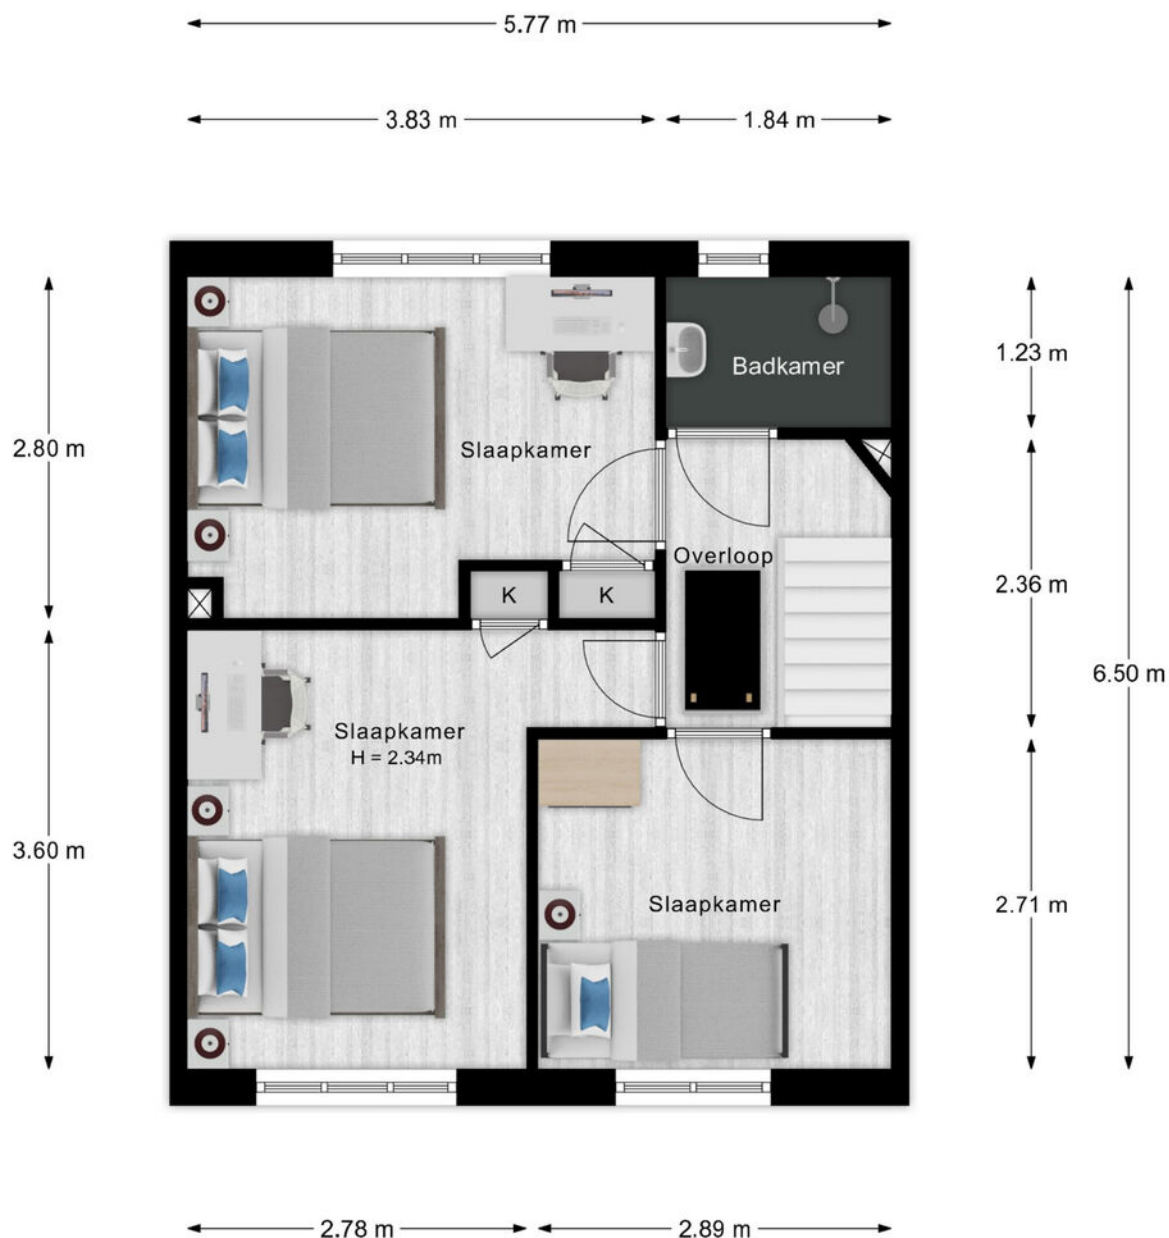 5.77 m
3.83 m
1.84 m
1.23 m
Badkamer
2.80 m
Slaapkamer
Overloop
2.36 m
K
K
6.50 m
Slaapkamer
H = 2.34m
3.60 m
Slaapkamer
2.71 m
2.78 m
2.89 m